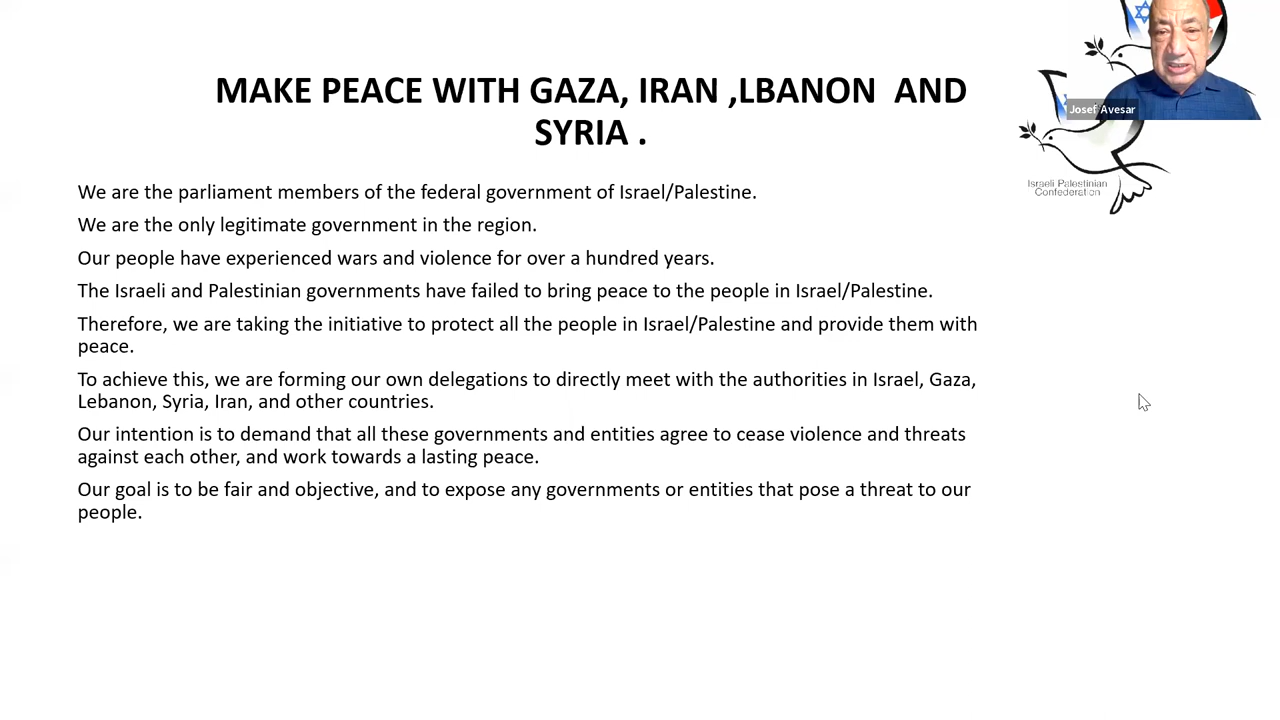 MAKE PEACE WITH GAZA, IRAN ,LBANON AND
SYRIA .
Josef Avesar
Israeli Palestinian
Confederation
We are the parliament members of the federal government of Israel/Palestine.
We are the only legitimate government in the region.
Our people have experienced wars and violence for over a hundred years.
The Israeli and Palestinian governments have failed to bring peace to the people in Israel/Palestine.
Therefore, we are taking the initiative to protect all the people in Israel/Palestine and provide them with
peace.
To achieve this, we are forming our own delegations to directly meet with the authorities in Israel, Gaza,
Lebanon, Syria, Iran, and other countries.
Our intention is to demand that all these governments and entities agree to cease violence and threats
against each other, and work towards a lasting peace.
Our goal is to be fair and objective, and to expose any governments or entities that pose a threat to our
people.